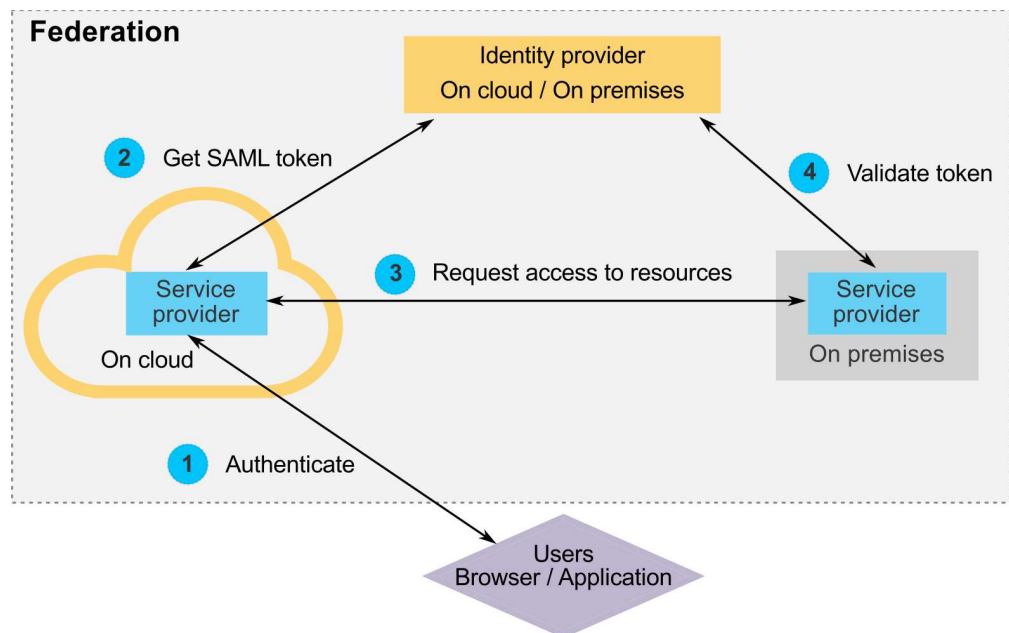 Federation
Identity provider
On cloud / On premises
2 Get SAML token
4 Validate token
3 Request access to resources
Service
provider
On cloud
Service
provider
On premises
1 Authenticate
Users
Browser / Application